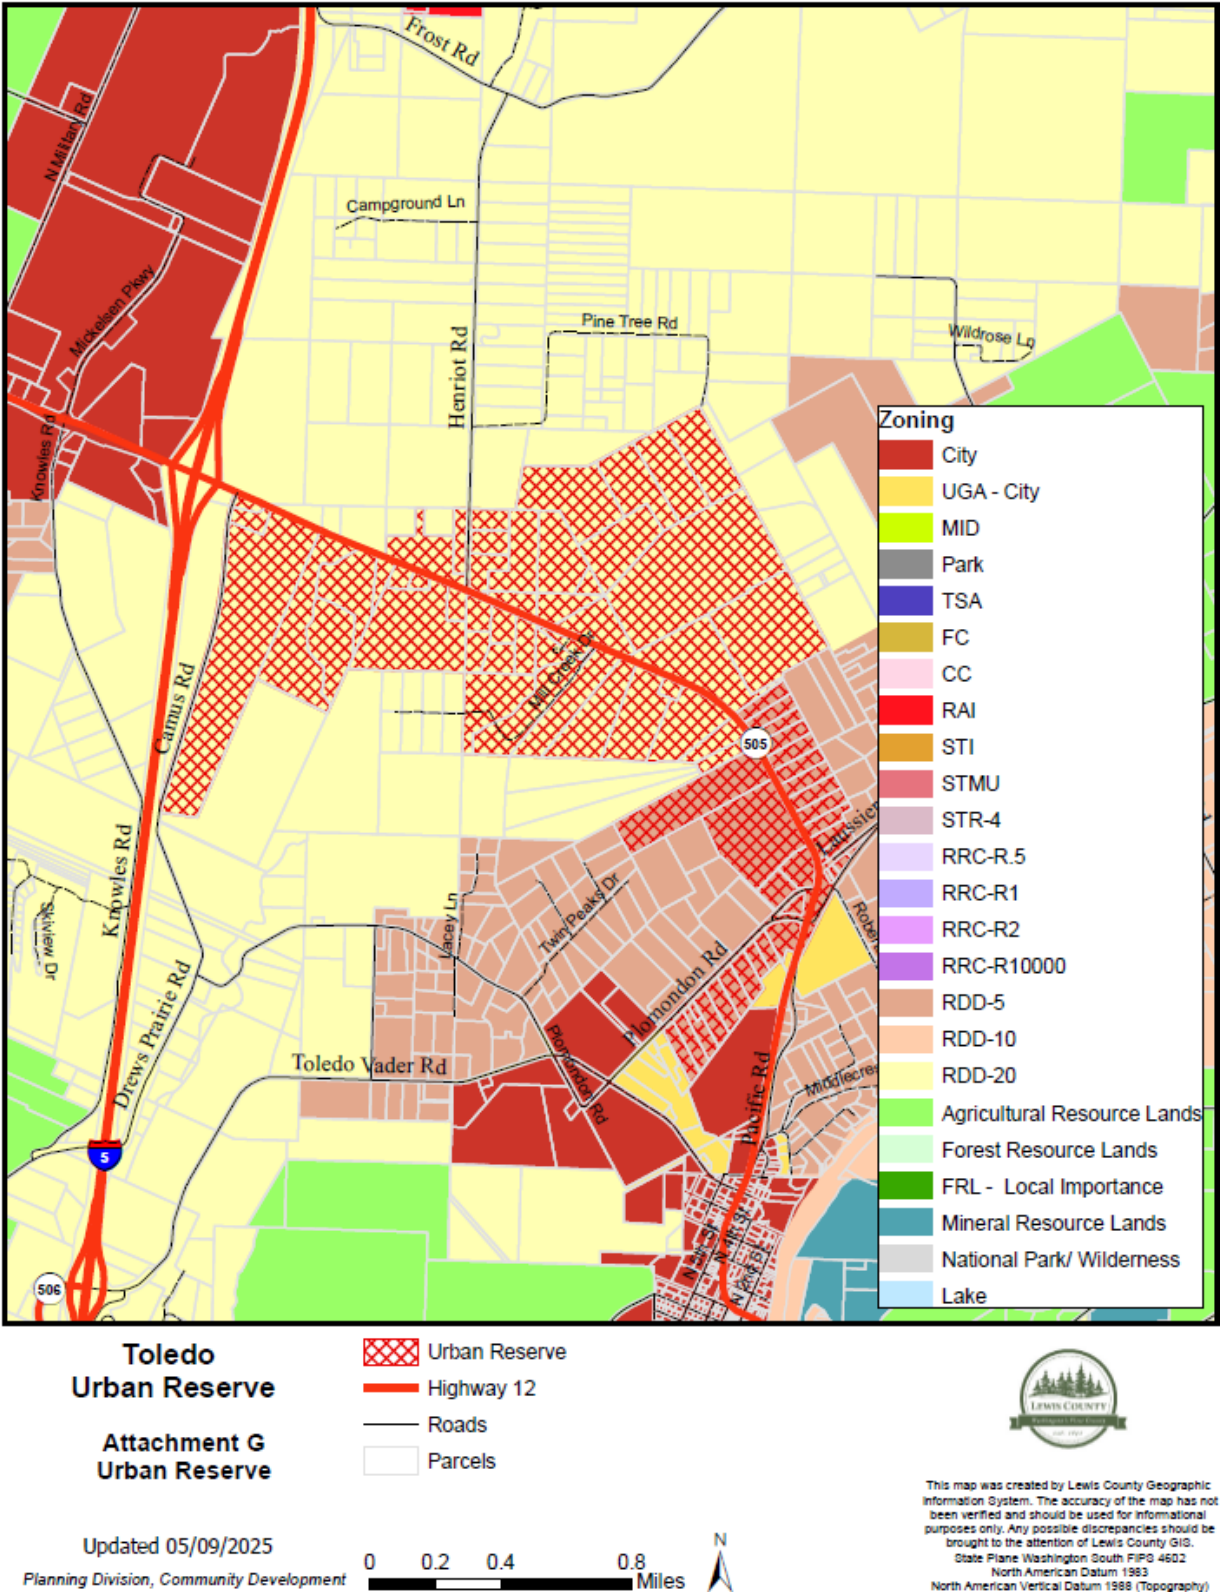 Frost Rd
N Military Rd
Campground Ln
Mickelsen Pkwy
Pine Tree Rd
Wildrose Ln
Henriot Rd
Knowles Rd
Zoning
City
UGA - City
MID
Park
TSA
FC
CC
RAI
STI
STMU
STR-4
RRC-R.5
RRC-R1
RRC-R2
RRC-R10000
RDD-5
RDD-10
RDD-20
Agricultural Resource Lands
Forest Resource Lands
FRL - Local Importance
Mineral Resource Lands
National Park/ Wilderness
Lake
Mill Creek Dr
Camus Rd
505
Knowles Rd
Skiview Dr
Lacey Ln
Twin Peaks Dr
Plomondon Rd
Drews Prairie Rd
Toledo Vader Rd
Plomondon Rd
Pacific Rd
5
506
N 5th St
N 4th St
N 2nd St
Toledo
Urban Reserve
Attachment G
Urban Reserve
Urban Reserve
Highway 12
Roads
Parcels
Updated 05/09/2025
Planning Division, Community Development
0 0.2 0.4 0.8
Miles
N
LEWIS COUNTY
This map was created by Lewis County Geographic
Information System. The accuracy of the map has not
been verified and should be used for informational
purposes only. Any possible discrepancies should be
brought to the attention of Lewis County GIS.
State Plane Washington South FIPS 4602
North American Datum 1983
North American Vertical Datum 1988 (Topography)